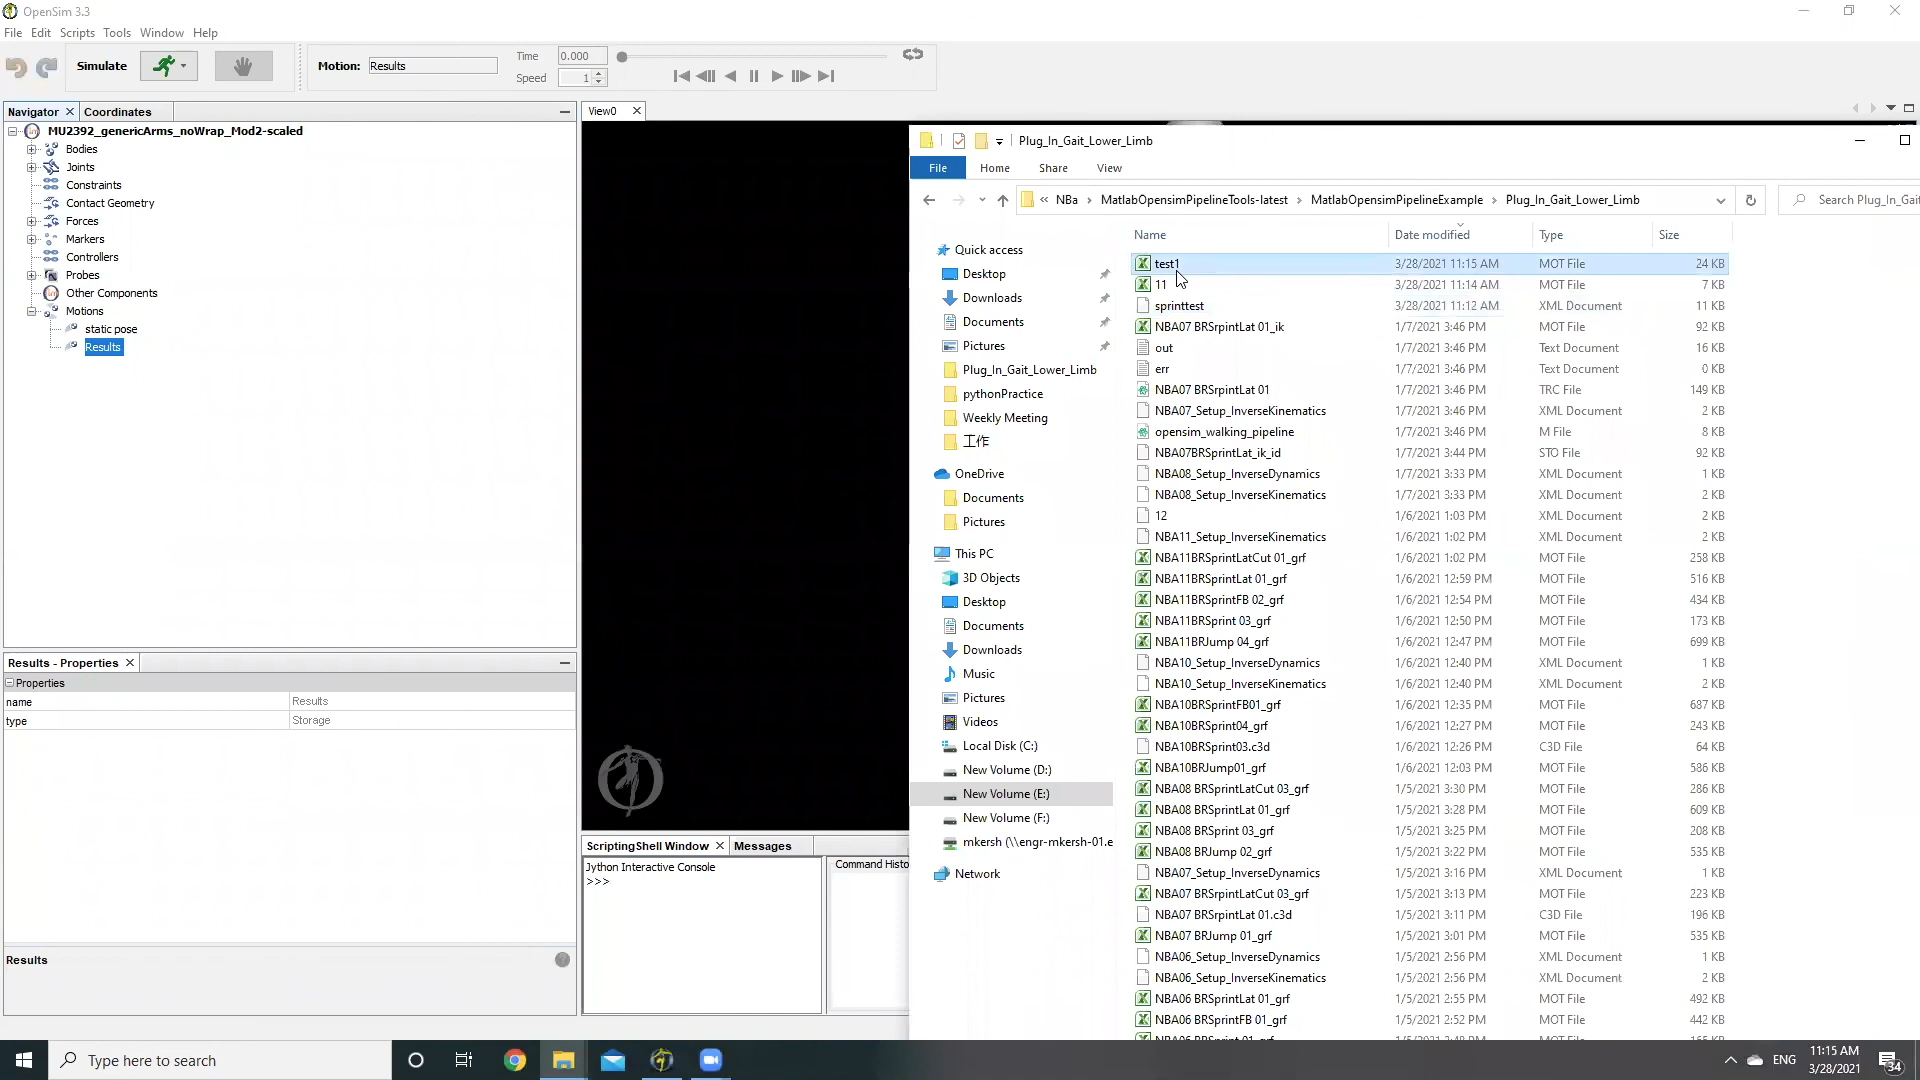 OpenSim 3.3
File Edit Scripts Tools Window Help
Simulate
Motion: Results
Time 0.000
Speed 1
Navigator
Coordinates
MU2392_genericArms_noWrap_Mod2-scaled
Bodies
Joints
Constraints
Contact Geometry
Forces
Markers
Controllers
Probes
Other Components
Motions
static pose
Results
Results - Properties
Properties
name Results
type Storage
Results
View0
ScriptingShell Window
Messages
Jython Interactive Console
>>>
Command Histo
Plug_In_Gait_Lower_Limb
File Home Share View
« NBa > MatlabOpensimPipelineTools-latest > MatlabOpensimPipelineExample > Plug_In_Gait_Lower_Limb
Search Plug_In_Gait
Quick access
Desktop
Downloads
Documents
Pictures
Plug_In_Gait_Lower_Limb
pythonPractice
Weekly Meeting
工作
OneDrive
Documents
Pictures
This PC
3D Objects
Desktop
Documents
Downloads
Music
Pictures
Videos
Local Disk (C:)
New Volume (D:)
New Volume (E:)
New Volume (F:)
mkersh (\\engr-mkersh-01.e
Network
Name Date modified Type Size
test1 3/28/2021 11:15 AM MOT File 24 KB
11 3/28/2021 11:14 AM MOT File 7 KB
sprinttest 3/28/2021 11:12 AM XML Document 11 KB
NBA07 BRSrpintLat 01_ik 1/7/2021 3:46 PM MOT File 92 KB
out 1/7/2021 3:46 PM Text Document 16 KB
err 1/7/2021 3:46 PM Text Document 0 KB
NBA07 BRSrpintLat 01 1/7/2021 3:46 PM TRC File 149 KB
NBA07_Setup_InverseKinematics 1/7/2021 3:46 PM XML Document 2 KB
opensim_walking_pipeline 1/7/2021 3:46 PM M File 8 KB
NBA07BRSprintLat_ik_id 1/7/2021 3:44 PM STO File 92 KB
NBA08_Setup_InverseDynamics 1/7/2021 3:33 PM XML Document 1 KB
NBA08_Setup_InverseKinematics 1/7/2021 3:33 PM XML Document 2 KB
12 1/6/2021 1:03 PM XML Document 2 KB
NBA11_Setup_InverseKinematics 1/6/2021 1:02 PM XML Document 2 KB
NBA11BRSprintLatCut 01_grf 1/6/2021 1:02 PM MOT File 258 KB
NBA11BRSprintLat 01_grf 1/6/2021 12:59 PM MOT File 516 KB
NBA11BRSprintFB 02_grf 1/6/2021 12:54 PM MOT File 434 KB
NBA11BRSprint 03_grf 1/6/2021 12:50 PM MOT File 173 KB
NBA11BRJump 04_grf 1/6/2021 12:47 PM MOT File 699 KB
NBA10_Setup_InverseDynamics 1/6/2021 12:40 PM XML Document 1 KB
NBA10_Setup_InverseKinematics 1/6/2021 12:40 PM XML Document 2 KB
NBA10BRSprintFB01_grf 1/6/2021 12:35 PM MOT File 687 KB
NBA10BRSprint04_grf 1/6/2021 12:27 PM MOT File 243 KB
NBA10BRSprint03.c3d 1/6/2021 12:26 PM C3D File 64 KB
NBA10BRJump01_grf 1/6/2021 12:03 PM MOT File 586 KB
NBA08 BRSprintLatCut 03_grf 1/5/2021 3:30 PM MOT File 286 KB
NBA08 BRSprintLat 01_grf 1/5/2021 3:28 PM MOT File 609 KB
NBA08 BRSprint 03_grf 1/5/2021 3:25 PM MOT File 208 KB
NBA08 BRJump 02_grf 1/5/2021 3:22 PM MOT File 535 KB
NBA07_Setup_InverseDynamics 1/5/2021 3:16 PM XML Document 1 KB
NBA07 BRSrpintLatCut 03_grf 1/5/2021 3:13 PM MOT File 223 KB
NBA07 BRSrpintLat 01.c3d 1/5/2021 3:11 PM C3D File 196 KB
NBA07 BRJump 01_grf 1/5/2021 3:01 PM MOT File 535 KB
NBA06_Setup_InverseDynamics 1/5/2021 2:56 PM XML Document 1 KB
NBA06_Setup_InverseKinematics 1/5/2021 2:56 PM XML Document 2 KB
NBA06 BRSprintLat 01_grf 1/5/2021 2:55 PM MOT File 492 KB
NBA06 BRSprintFB 01_grf 1/5/2021 2:52 PM MOT File 442 KB
Type here to search
ENG
11:15 AM
3/28/2021
34